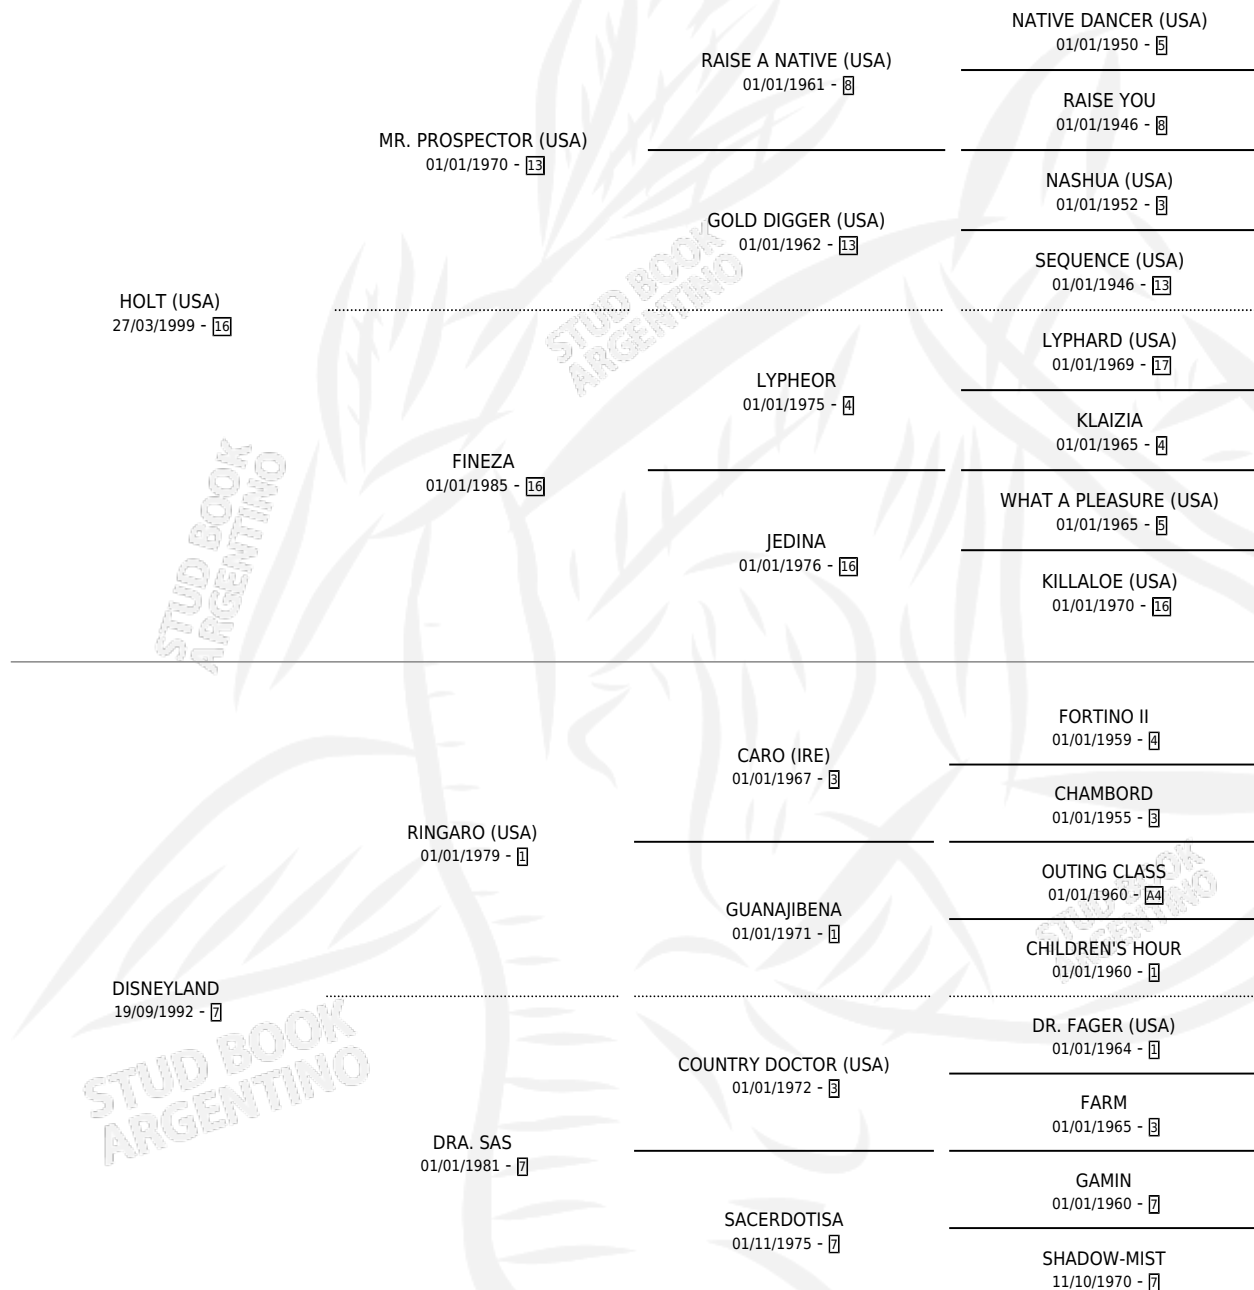 NATIVE DANCER (USA)
01/01/1950 - 5
RAISE A NATIVE (USA)
01/01/1961 - 8
RAISE YOU
01/01/1946 - 8
MR. PROSPECTOR (USA)
01/01/1970 - 13
NASHUA (USA)
01/01/1952 - 3
GOLD DIGGER (USA)
01/01/1962 - 13
SEQUENCE (USA)
01/01/1946 - 13
HOLT (USA)
27/03/1999 - 16
LYPHARD (USA)
01/01/1969 - 17
LYPHEOR
01/01/1975 - 4
KLAIZIA
01/01/1965 - 4
FINEZA
01/01/1985 - 16
WHAT A PLEASURE (USA)
01/01/1965 - 5
JEDINA
01/01/1976 - 16
KILLALOE (USA)
01/01/1970 - 16
FORTINO II
01/01/1959 - 4
CARO (IRE)
01/01/1967 - 3
CHAMBORD
01/01/1955 - 3
RINGARO (USA)
01/01/1979 - 1
OUTING CLASS
01/01/1960 - A4
GUANAJIBENA
01/01/1971 - 1
CHILDREN'S HOUR
01/01/1960 - 1
DISNEYLAND
19/09/1992 - 7
DR. FAGER (USA)
01/01/1964 - 1
COUNTRY DOCTOR (USA)
01/01/1972 - 3
FARM
01/01/1965 - 3
DRA. SAS
01/01/1981 - 7
GAMIN
01/01/1960 - 7
SACERDOTISA
01/11/1975 - 7
SHADOW-MIST
11/10/1970 - 7
STUD BOOK
ARGENTINO
STUD BOOK
ARGENTINO
STUD BOOK
ARGENTINO
STUD BOOK
ARGENTINO